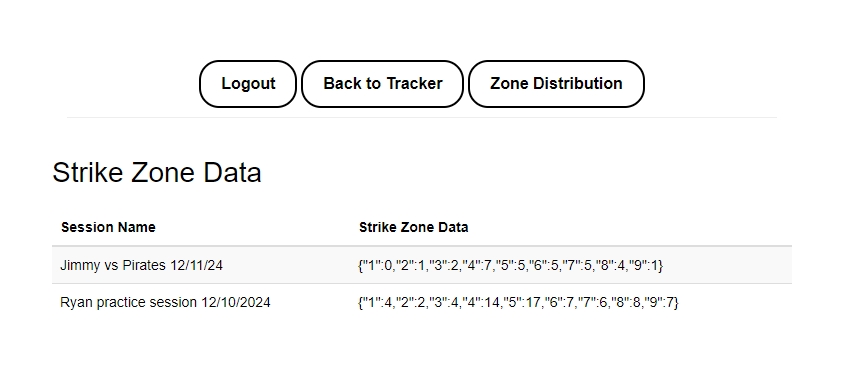 Logout Back to Tracker Zone Distribution
Strike Zone Data
Session Name Strike Zone Data
Jimmy vs Pirates 12/11/24 {"1":0,"2":1,"3":2,"4":7,"5":5,"6":5,"7":5,"8":4,"9":1}
Ryan practice session 12/10/2024 {"1":4,"2":2,"3":4,"4":14,"5":17,"6":7,"7":6,"8":8,"9":7}